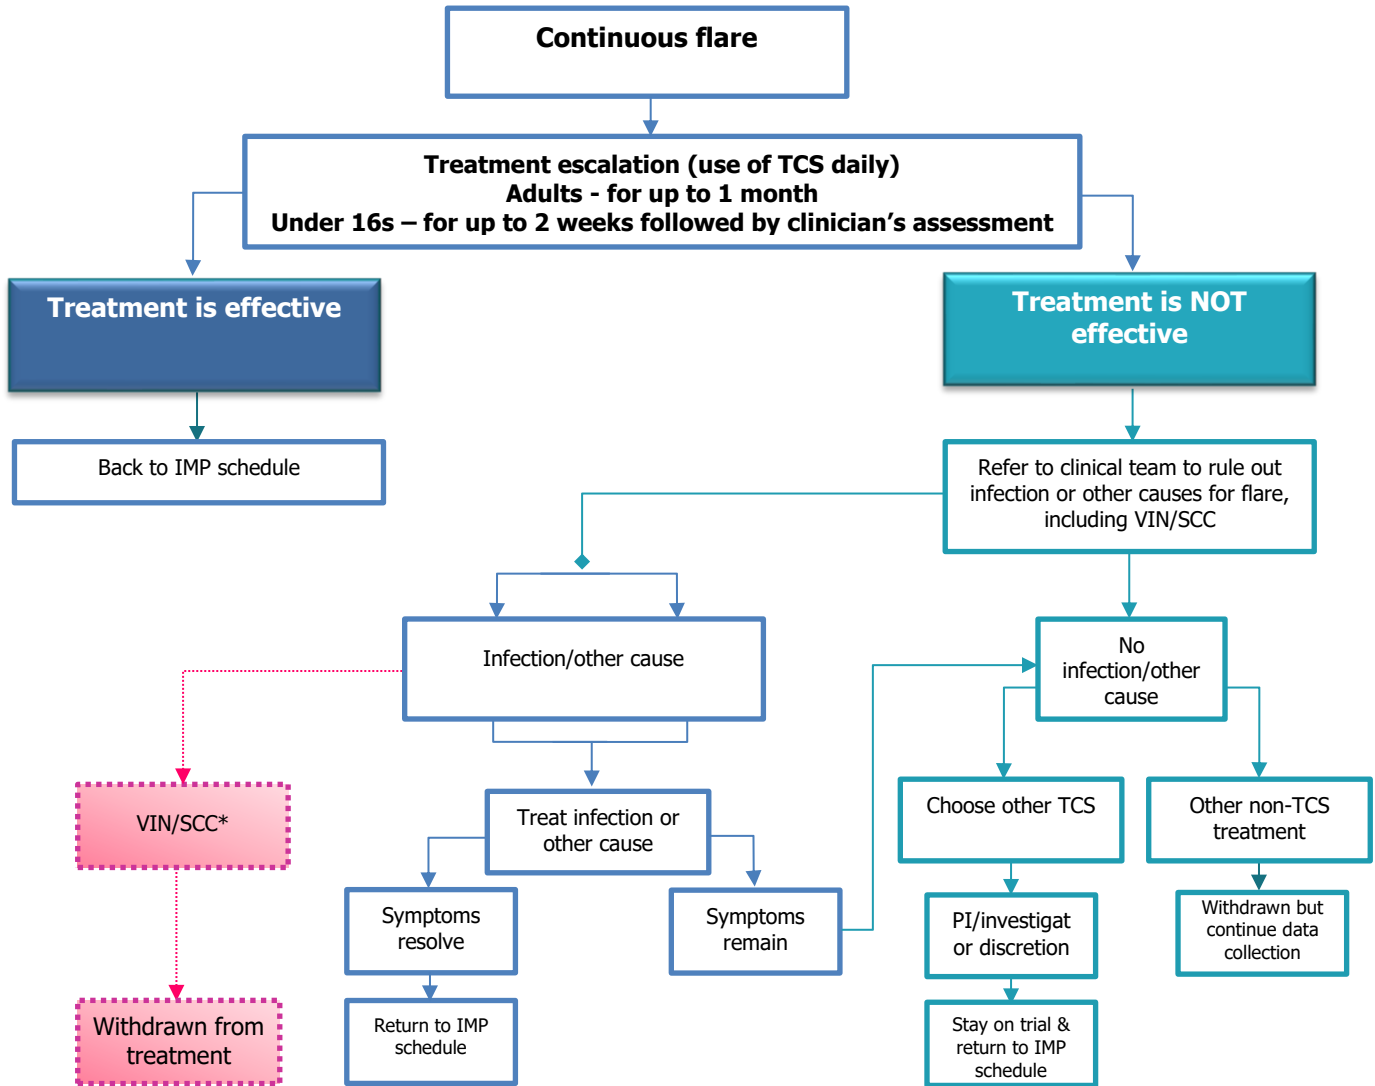 Continuous flare
Treatment escalation (use of TCS daily)
Adults - for up to 1 month
Under 16s – for up to 2 weeks followed by clinician's assessment
Treatment is effective
Treatment is NOT
effective
Back to IMP schedule
Refer to clinical team to rule out
infection or other causes for flare,
including VIN/SCC
Infection/other cause
No
infection/other
cause
VIN/SCC*
Treat infection or
other cause
Choose other TCS
Other non-TCS
treatment
Symptoms
resolve
Symptoms
remain
PI/investigat
or discretion
Withdrawn but
continue data
collection
Withdrawn from
treatment
Return to IMP
schedule
Stay on trial &
return to IMP
schedule